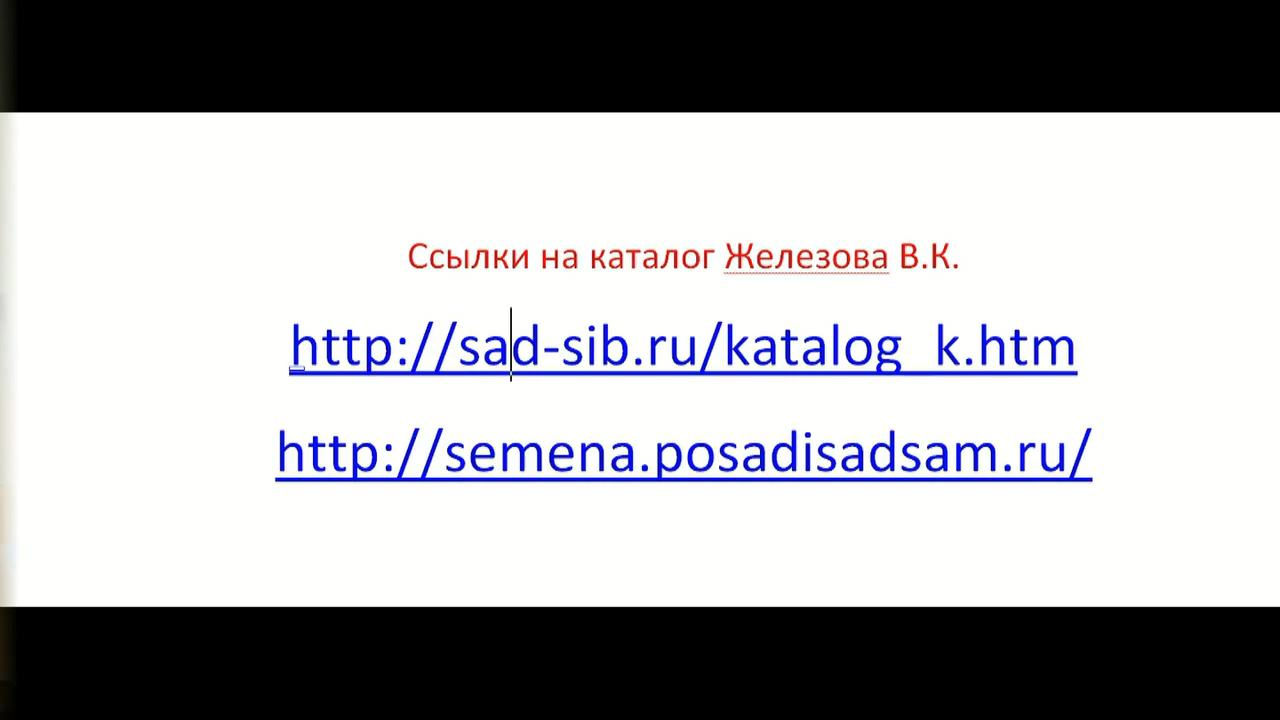 Ссылки на каталог Железова В.К.
http://sad-sib.ru/katalog_k.htm
http://semena.posadisadsam.ru/